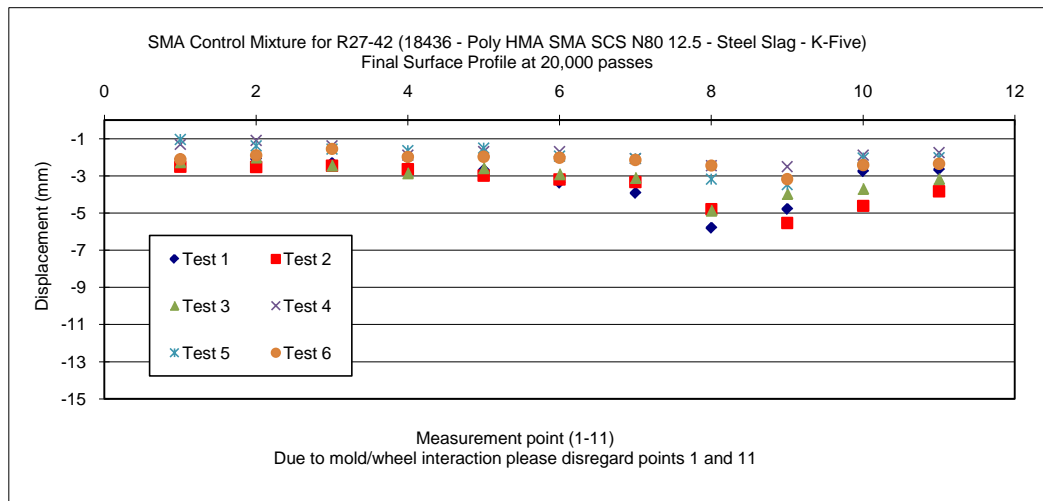 SMA Control Mixture for R27-42 (18436 - Poly HMA SMA SCS N80 12.5 - Steel Slag - K-Five)
Final Surface Profile at 20,000 passes
0 2 4 6 8 10 12
-1
-3
-5
-7
-9
-11
-13
-15
Displacement (mm)
Test 1 Test 2
Test 3 Test 4
Test 5 Test 6
Measurement point (1-11)
Due to mold/wheel interaction please disregard points 1 and 11